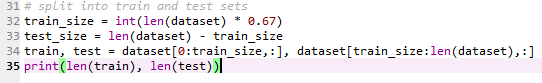 31 # split into train and test sets
32 train_size = int(len(dataset) * 0.67)
33 test_size = len(dataset) - train_size
34 train, test = dataset[0:train_size,:], dataset[train_size:len(dataset),:]
35 print(len(train), len(test))